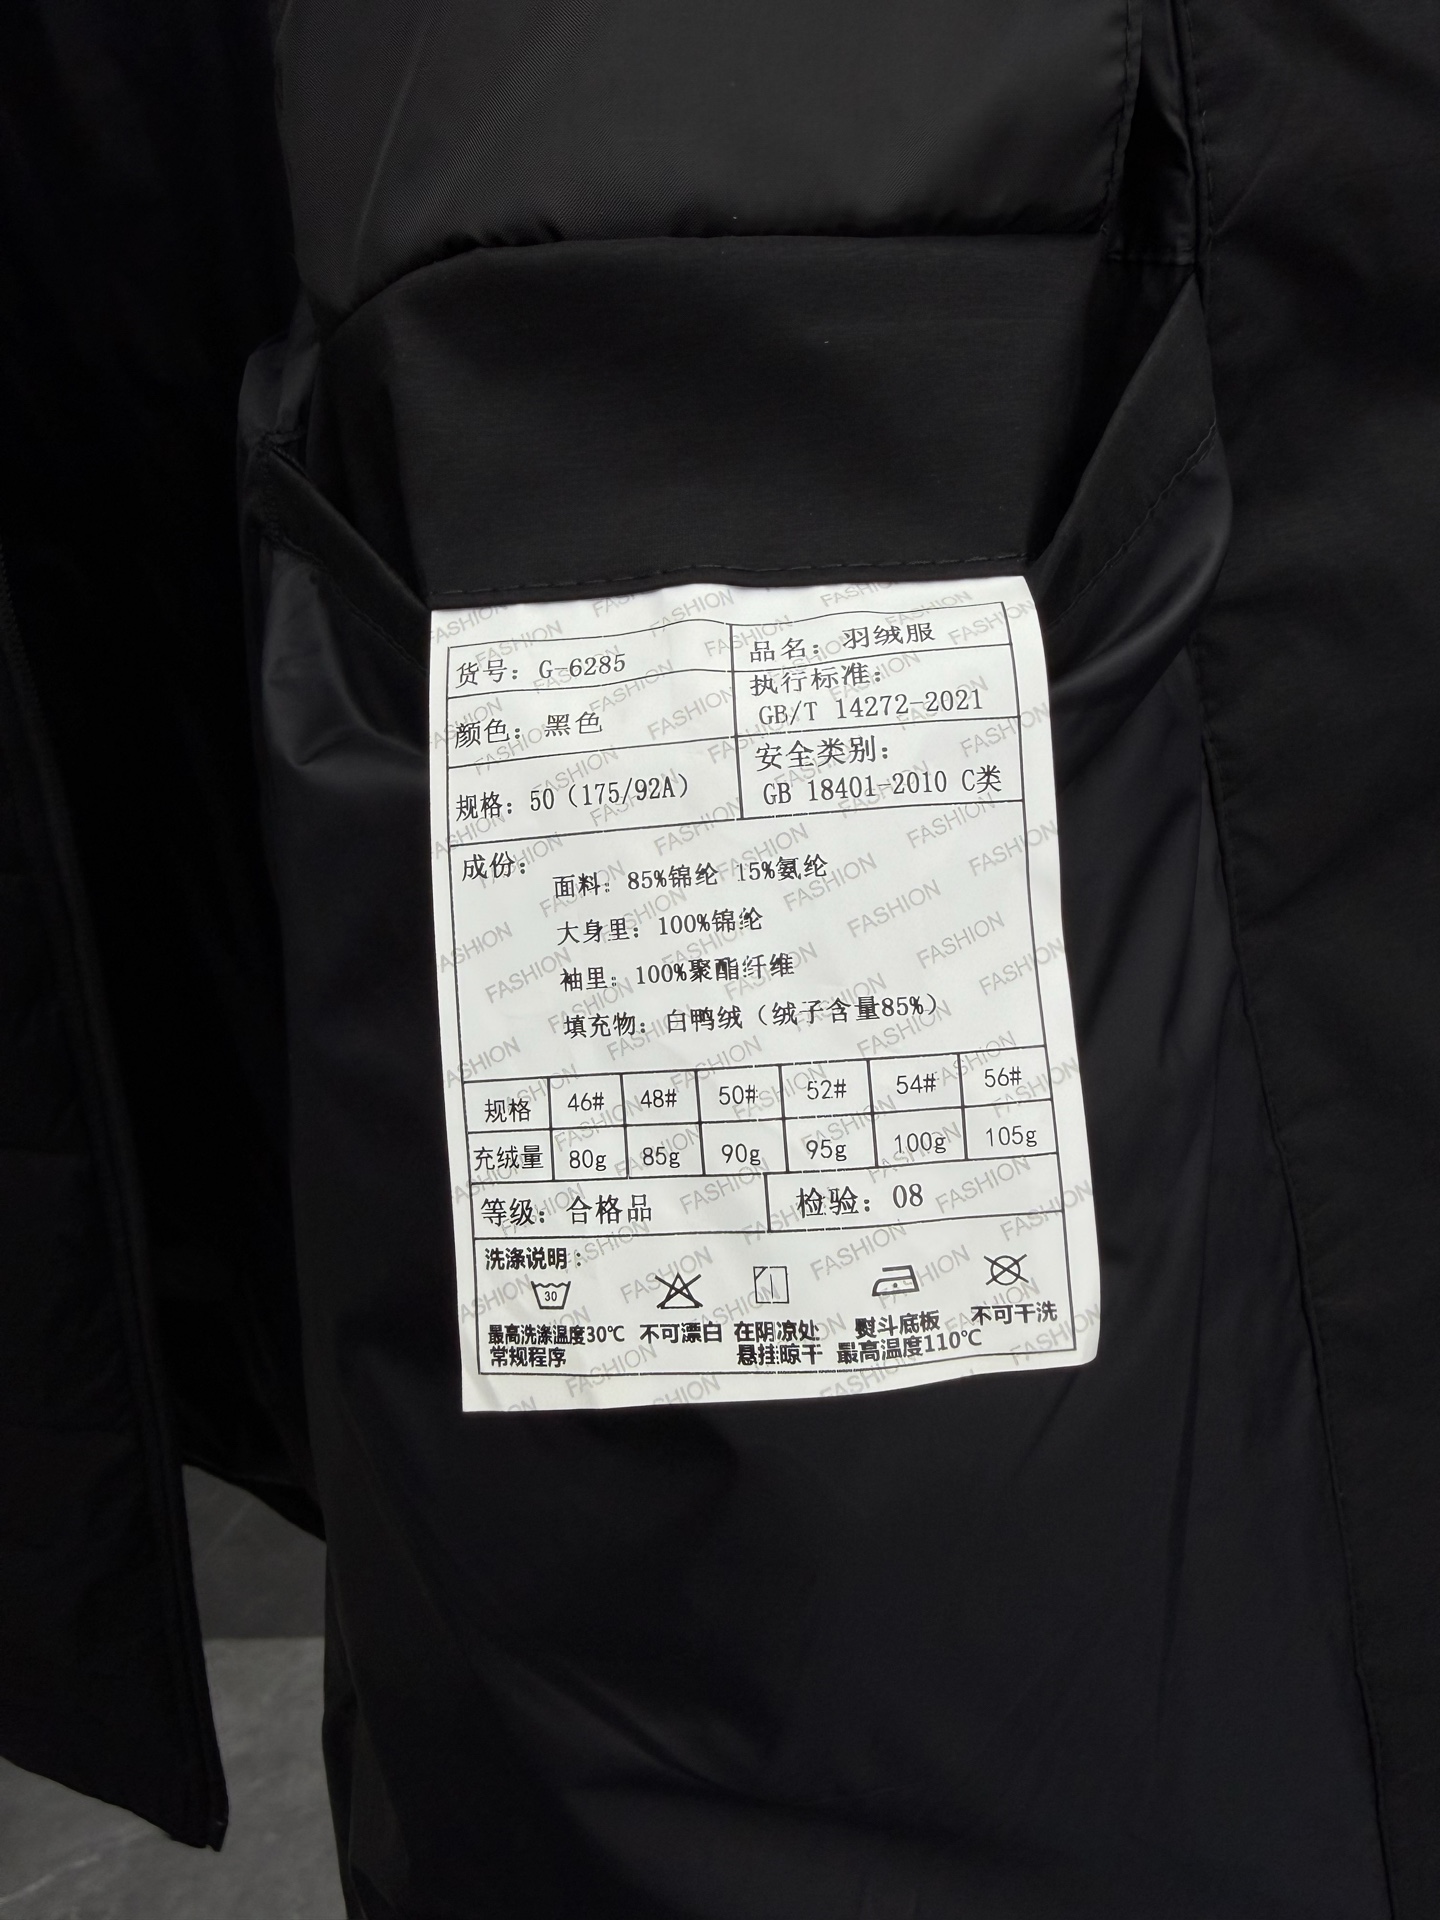 货号：G-6285
品名：羽绒服
颜色：黑色
执行标准：
GB/T 14272-2021
规格：50（175/92A）
安全类别：
GB 18401-2010 C类
成份：
面料：85%锦纶 15%氨纶
大身里：100%锦纶
袖里：100%聚酯纤维
填充物：白鸭绒（绒子含量85%）
规格 46# 48# 50# 52# 54# 56#
充绒量 80g 85g 90g 95g 100g 105g
等级：合格品
检验：08
洗涤说明：
30
最高洗涤温度30℃
常规程序
不可漂白
在阴凉处
悬挂晾干
熨斗底板
最高温度110℃
不可干洗
FASHION